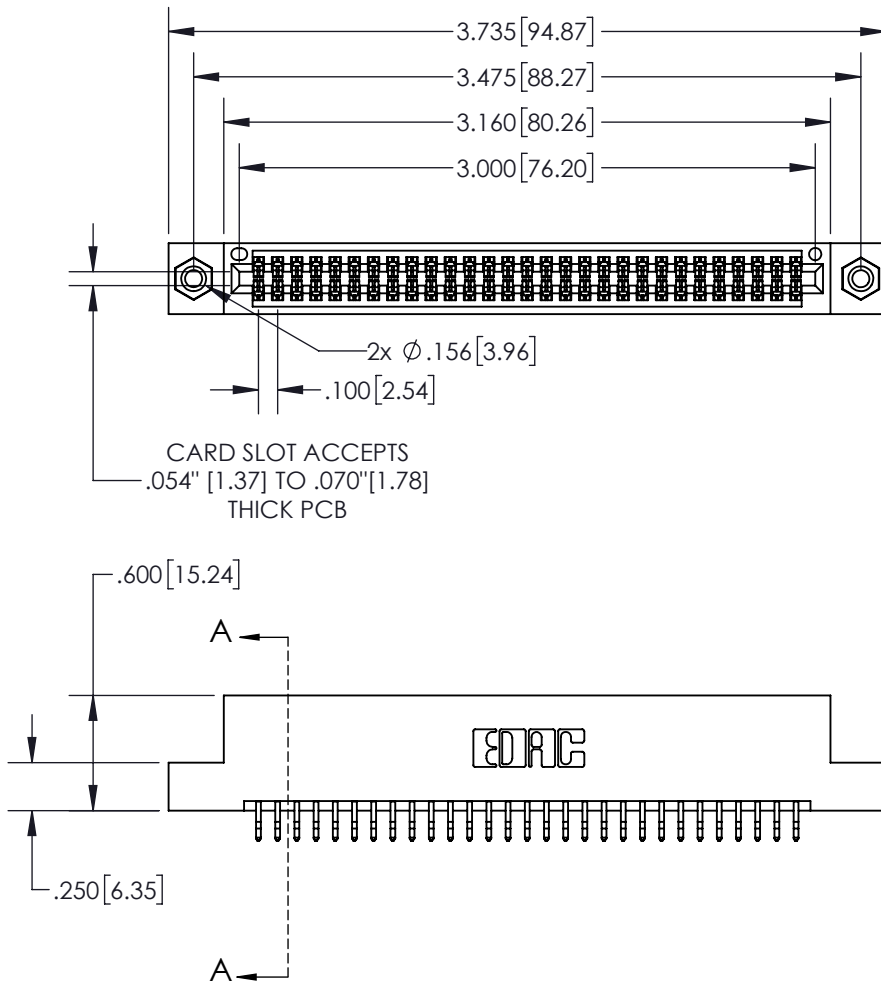 3.735[94.87]
3.475[88.27]
3.160[80.26]
3.000[76.20]
2x Ø.156[3.96]
.100[2.54]
CARD SLOT ACCEPTS
.054" [1.37] TO .070"[1.78]
THICK PCB
.600[15.24]
A
EDAC
.250[6.35]
A